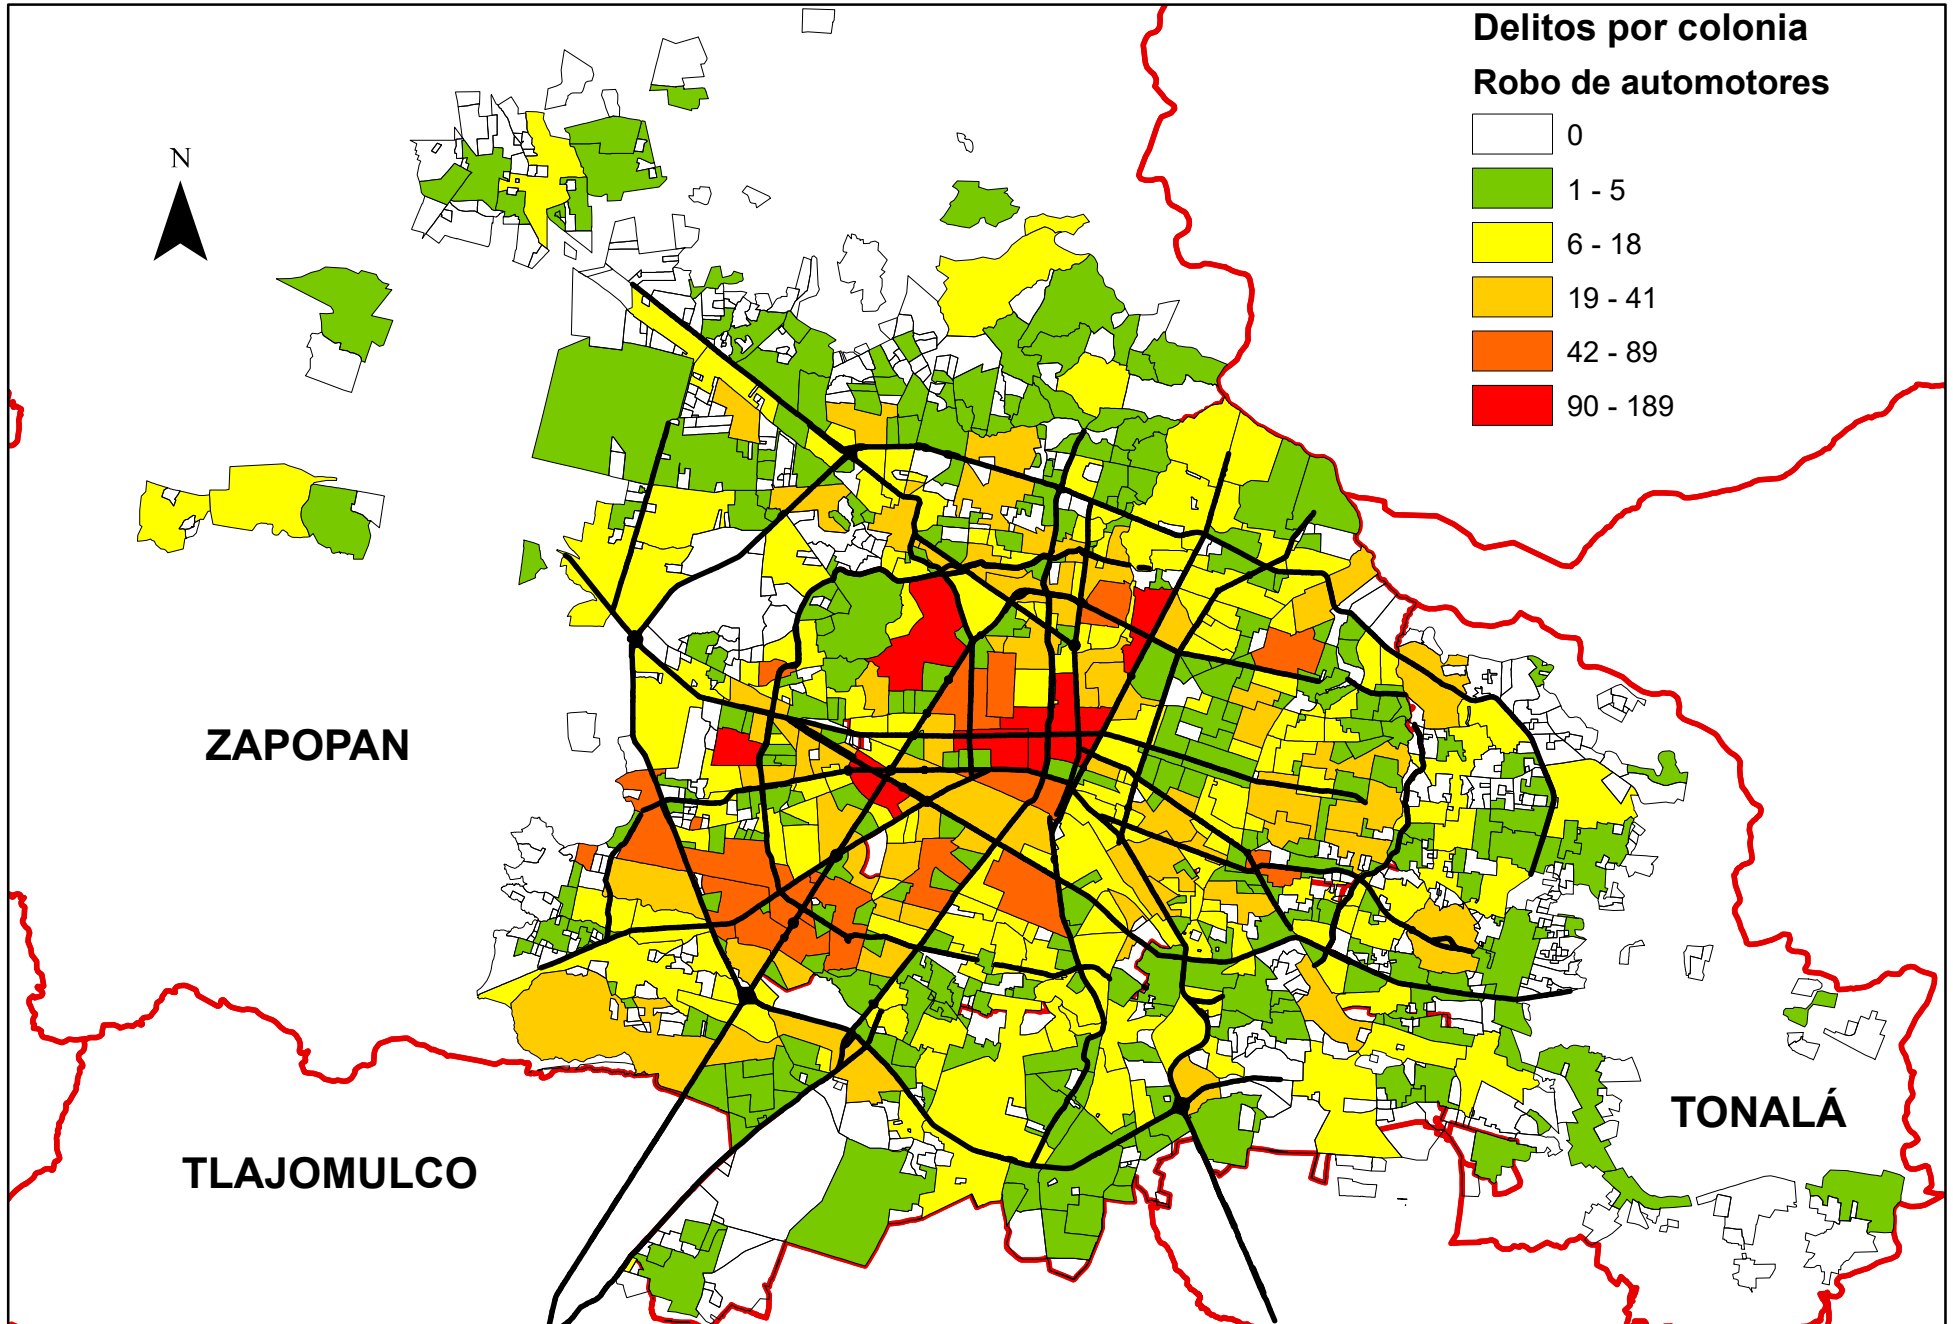 Delitos por colonia
Robo de automotores
0
1 - 5
6 - 18
19 - 41
42 - 89
90 - 189
N
ZAPOPAN
TONALÁ
TLAJOMULCO